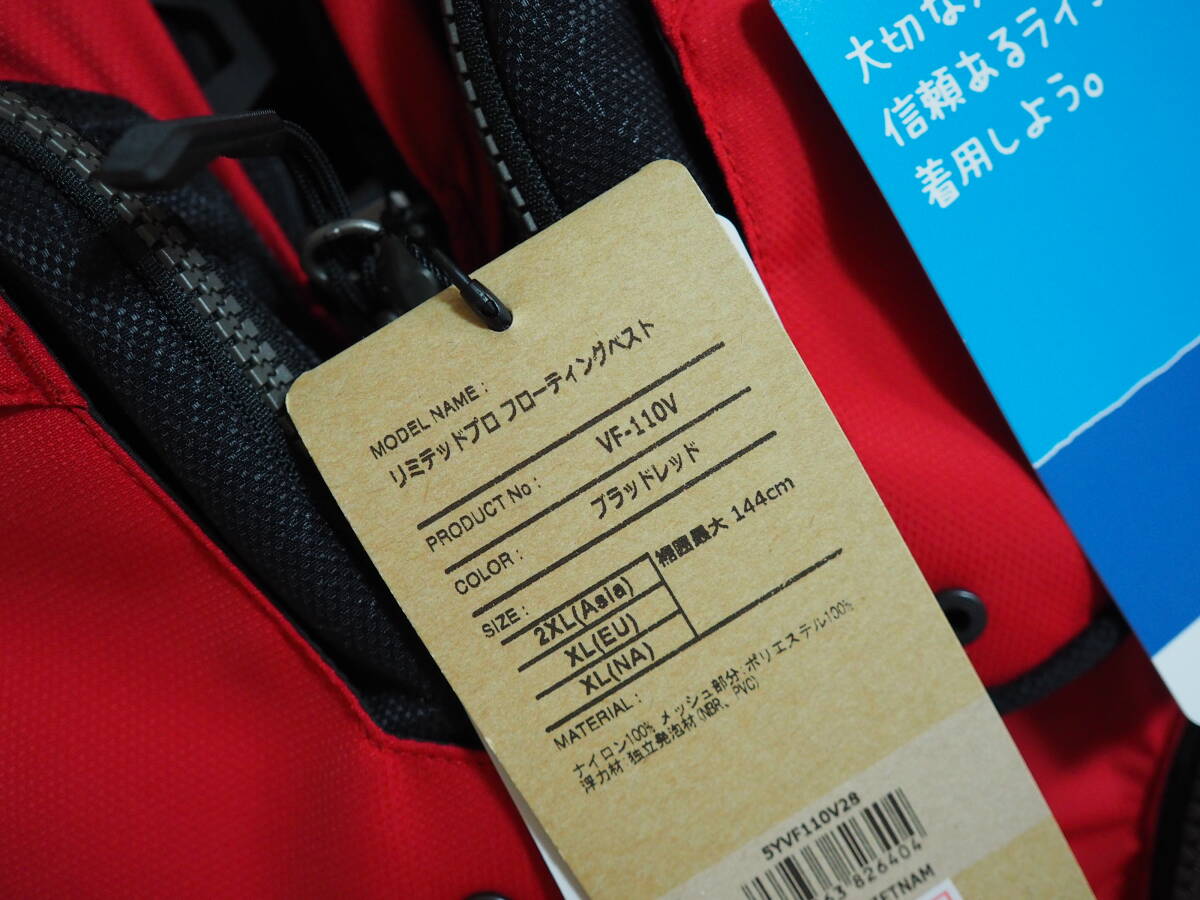 大切な
信頼あるライフ
着用しよう。
MODEL NAME :
リミテッドプロ フローティングベスト
PRODUCT No : VF-110V
COLOR : ブラッドレッド
SIZE : 2XL(Asia) 裾囲最大 144cm
XL(EU)
XL(NA)
MATERIAL :
ナイロン100% メッシュ部分:ポリエステル100%
浮力材:独立発泡材(NBR、PVC)
5YVF110V28
63 826404